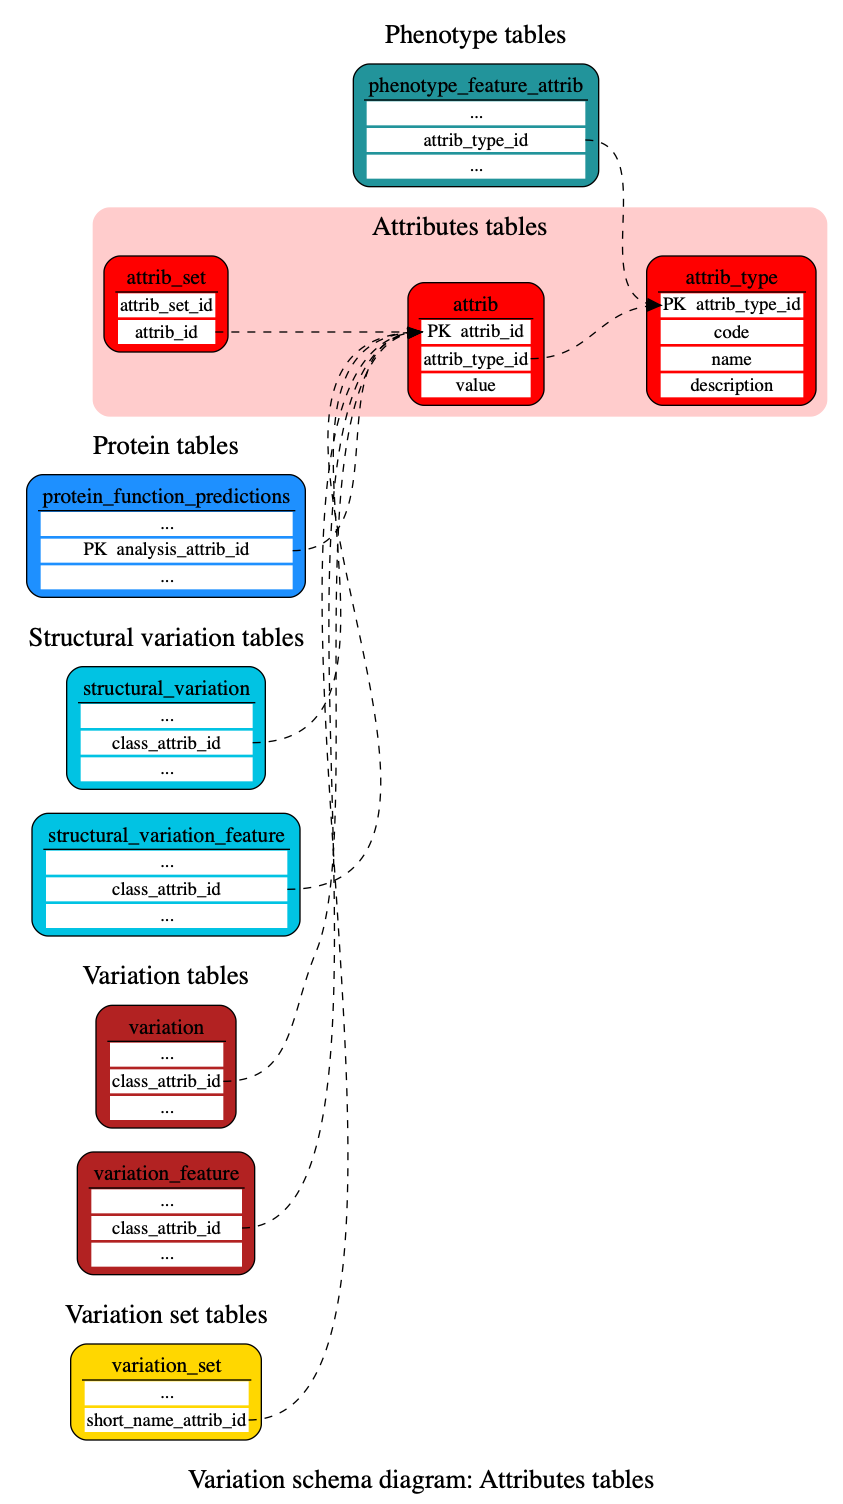 Phenotype tables
phenotype_feature_attrib
...
attrib_type_id
...
Attributes tables
attrib_set
attrib_set_id
attrib_id
attrib
PK attrib_id
attrib_type_id
value
attrib_type
PK attrib_type_id
code
name
description
Protein tables
protein_function_predictions
...
PK analysis_attrib_id
...
Structural variation tables
structural_variation
...
class_attrib_id
...
structural_variation_feature
...
class_attrib_id
...
Variation tables
variation
...
class_attrib_id
...
variation_feature
...
class_attrib_id
...
Variation set tables
variation_set
...
short_name_attrib_id
Variation schema diagram: Attributes tables